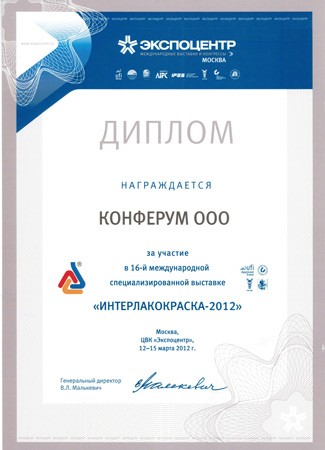 ЭКСПОЦЕНТР
МЕЖДУНАРОДНЫЕ ВЫСТАВКИ И КОНГРЕССЫ
МОСКВА
ДИПЛОМ
НАГРАЖДАЕТСЯ
КОНФЕРУМ ООО
за участие
в 16-й международной
специализированной выставке
«ИНТЕРЛАКОКРАСКА-2012»
Москва,
ЦВК «Экспоцентр»,
12–15 марта 2012 г.
Генеральный директор
В.Л. Малькевич